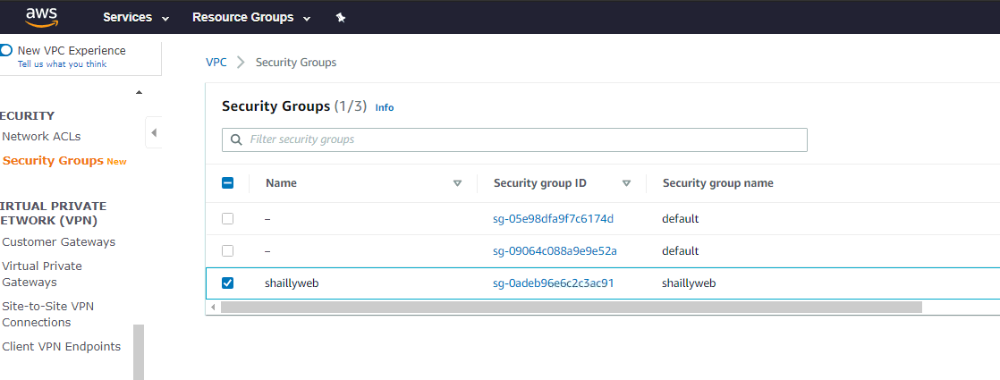 aws Services Resource Groups
New VPC Experience
Tell us what you think
ECURITY
Network ACLs
Security Groups New
IRTUAL PRIVATE
ETWORK (VPN)
Customer Gateways
Virtual Private
Gateways
Site-to-Site VPN
Connections
Client VPN Endpoints
VPC Security Groups
Security Groups (1/3) Info
Filter security groups
Name Security group ID Security group name
– sg-05e98dfa9f7c6174d default
– sg-09064c088a9e9e52a default
shaillyweb sg-0adeb96e6c2c3ac91 shaillyweb